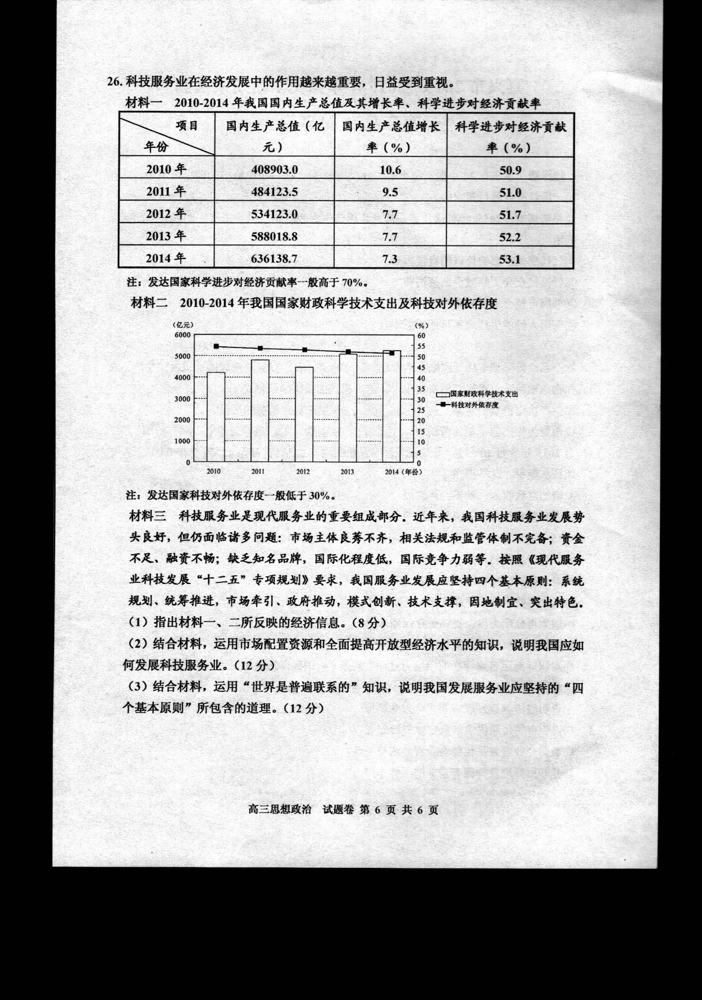 26. 科技服务业在经济发展中的作用越来越重要，日益受到重视。
材料一 2010-2014 年我国国内生产总值及其增长率、科学进步对经济贡献率
项目 国内生产总值（亿 国内生产总值增长 科学进步对经济贡献
年份 元） 率（%） 率（%）
2010 年 408903.0 10.6 50.9
2011 年 484123.5 9.5 51.0
2012 年 534123.0 7.7 51.7
2013 年 588018.8 7.7 52.2
2014 年 636138.7 7.3 53.1
注：发达国家科学进步对经济贡献率一般高于 70%。
材料二 2010-2014 年我国国家财政科学技术支出及科技对外依存度
（亿元） （%）
6000 60
55
5000 50
45
4000 40
35
3000 30
25
2000 20
15
1000 10
5
0 0
国家财政科学技术支出
科技对外依存度
2010 2011 2012 2013 2014（年份）
注：发达国家科技对外依存度一般低于 30%。
材料三 科技服务业是现代服务业的重要组成部分。近年来，我国科技服务业发展势
头良好，但仍面临诸多问题：市场主体良莠不齐，相关法规和监管体制不完备；资金
不足、融资不畅；缺乏知名品牌，国际化程度低，国际竞争力弱等。按照《现代服务
业科技发展“十二五”专项规划》要求，我国服务业发展应坚持四个基本原则：系统
规划、统筹推进，市场牵引、政府推动，模式创新、技术支撑，因地制宜、突出特色。
（1）指出材料一、二所反映的经济信息。（8 分）
（2）结合材料，运用市场配置资源和全面提高开放型经济水平的知识，说明我国应如
何发展科技服务业。（12 分）
（3）结合材料，运用“世界是普遍联系的”知识，说明我国发展服务业应坚持的“四
个基本原则”所包含的道理。（12 分）
高三思想政治 试题卷 第 6 页 共 6 页